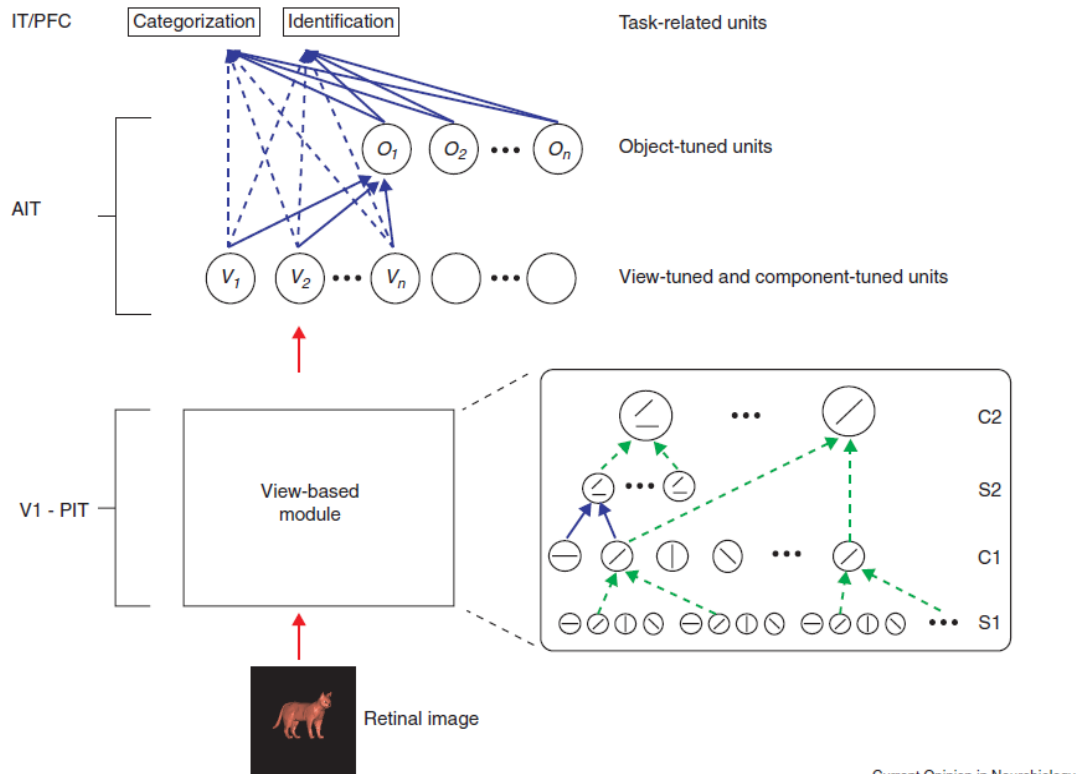 IT/PFC Categorization Identification Task-related units
O1 O2 ••• On Object-tuned units
AIT
V1 V2 ••• Vn ••• View-tuned and component-tuned units
C2
S2
V1 - PIT
View-based
module
C1
S1
Retinal image